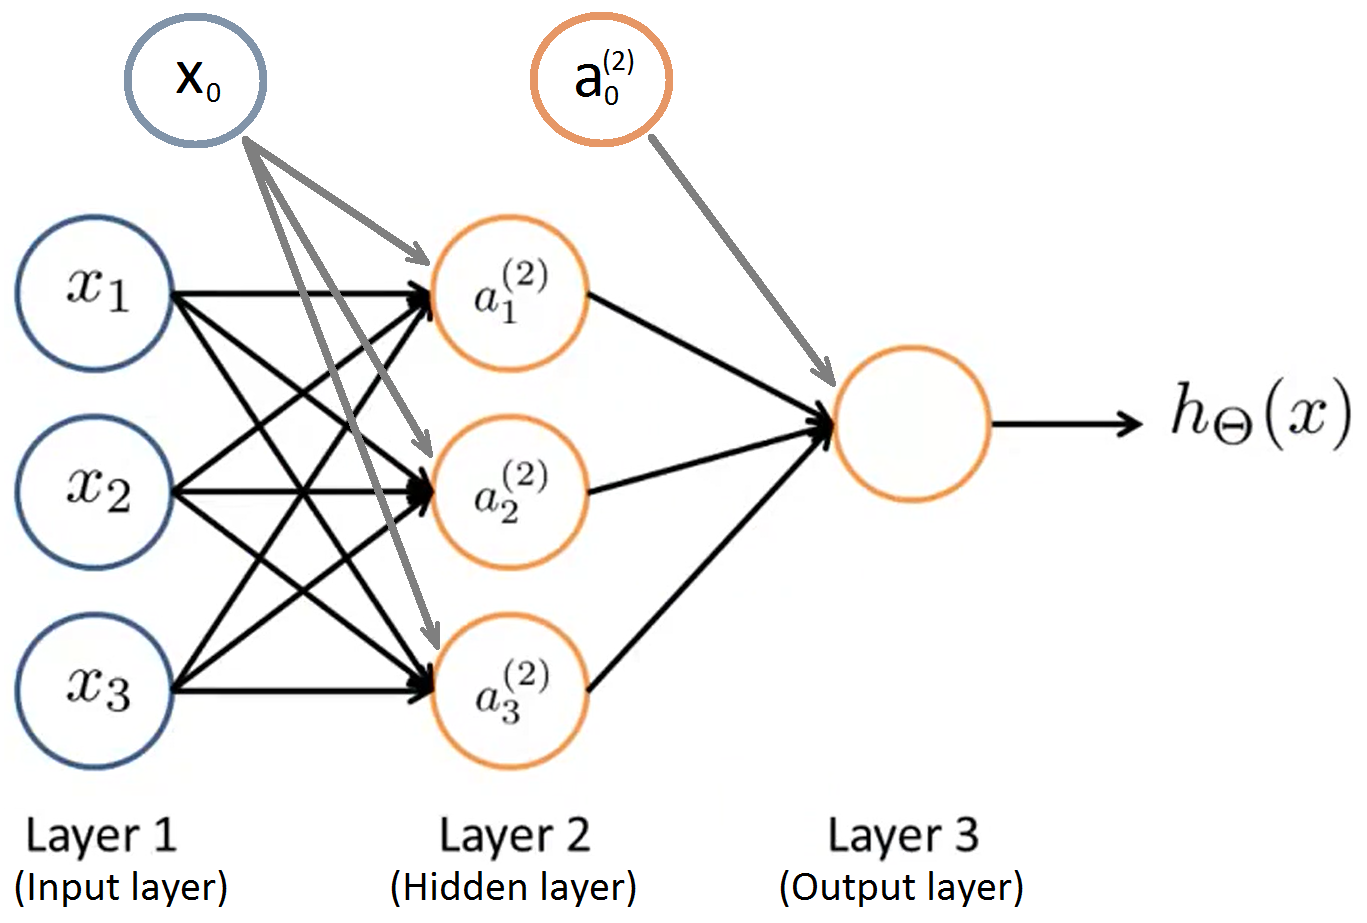 x₀
a₀⁽²⁾
x₁
a₁⁽²⁾
x₂
a₂⁽²⁾
h_Θ(x)
x₃
a₃⁽²⁾
Layer 1
(Input layer)
Layer 2
(Hidden layer)
Layer 3
(Output layer)